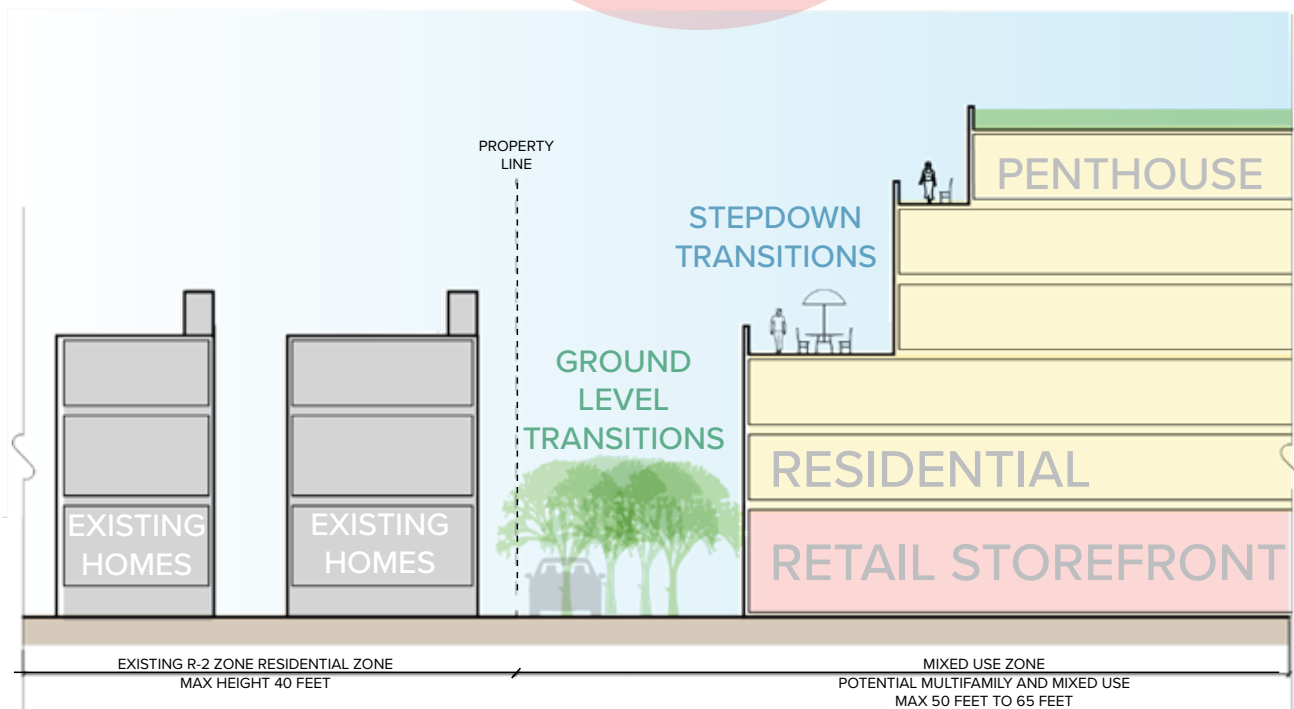 PROPERTY
LINE
PENTHOUSE
STEPDOWN
TRANSITIONS
GROUND
LEVEL
TRANSITIONS
RESIDENTIAL
EXISTING
HOMES
EXISTING
HOMES
RETAIL STOREFRONT
EXISTING R-2 ZONE RESIDENTIAL ZONE
MAX HEIGHT 40 FEET
MIXED USE ZONE
POTENTIAL MULTIFAMILY AND MIXED USE
MAX 50 FEET TO 65 FEET